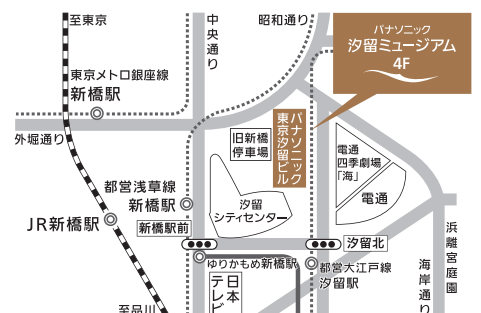 至東京
中央通り
昭和通り
パナソニック
汐留ミュージアム
4F
東京メトロ銀座線
新橋駅
外堀通り
旧新橋
停車場
パナソニック
東京汐留ビル
電通
四季劇場
「海」
電通
都営浅草線
新橋駅
JR新橋駅
新橋駅前
汐留
シティセンター
汐留北
ゆりかもめ新橋駅
都営大江戸線
汐留駅
浜離宮庭園
海岸通り
日本
テレビ
至品川